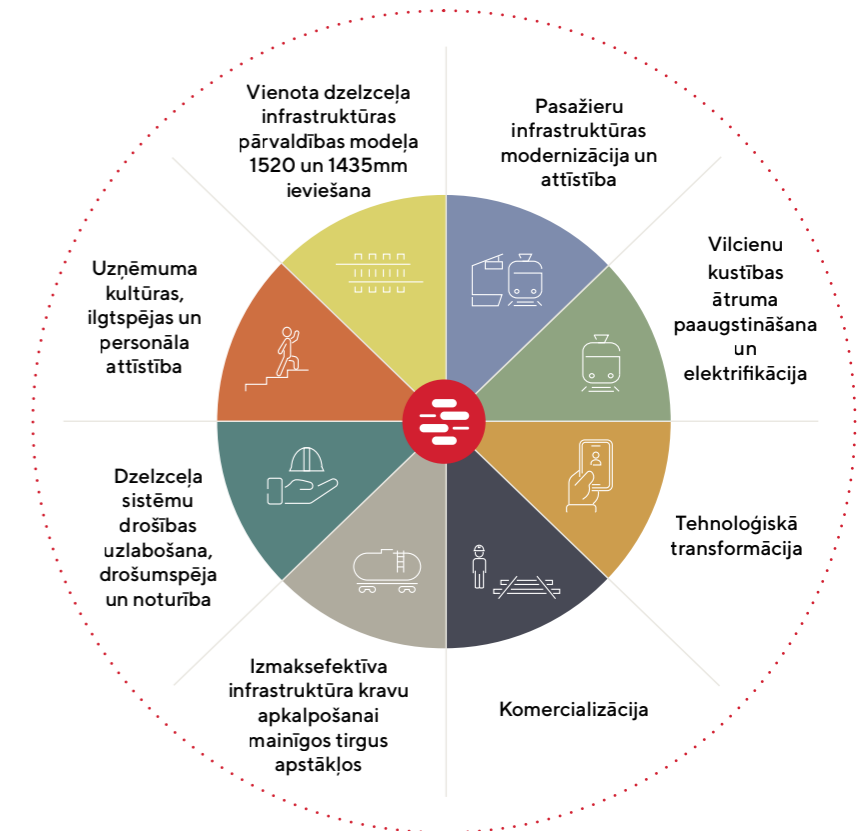 Vienota dzelzceļa
infrastruktūras
pārvaldības modeļa
1520 un 1435mm
ieviešana
Pasažieru
infrastruktūras
modernizācija un
attīstība
Vilcienu
kustības
ātruma
paaugstināšana
un
elektrifikācija
Tehnoloģiskā
transformācija
Komercializācija
Izmaksefektīva
infrastruktūra kravu
apkalpošanai
mainīgos tirgus
apstākļos
Dzelzceļa
sistēmu
drošības
uzlabošana,
drošumspēja
un noturība
Uzņēmuma
kultūras,
ilgtspējas un
personāla
attīstība